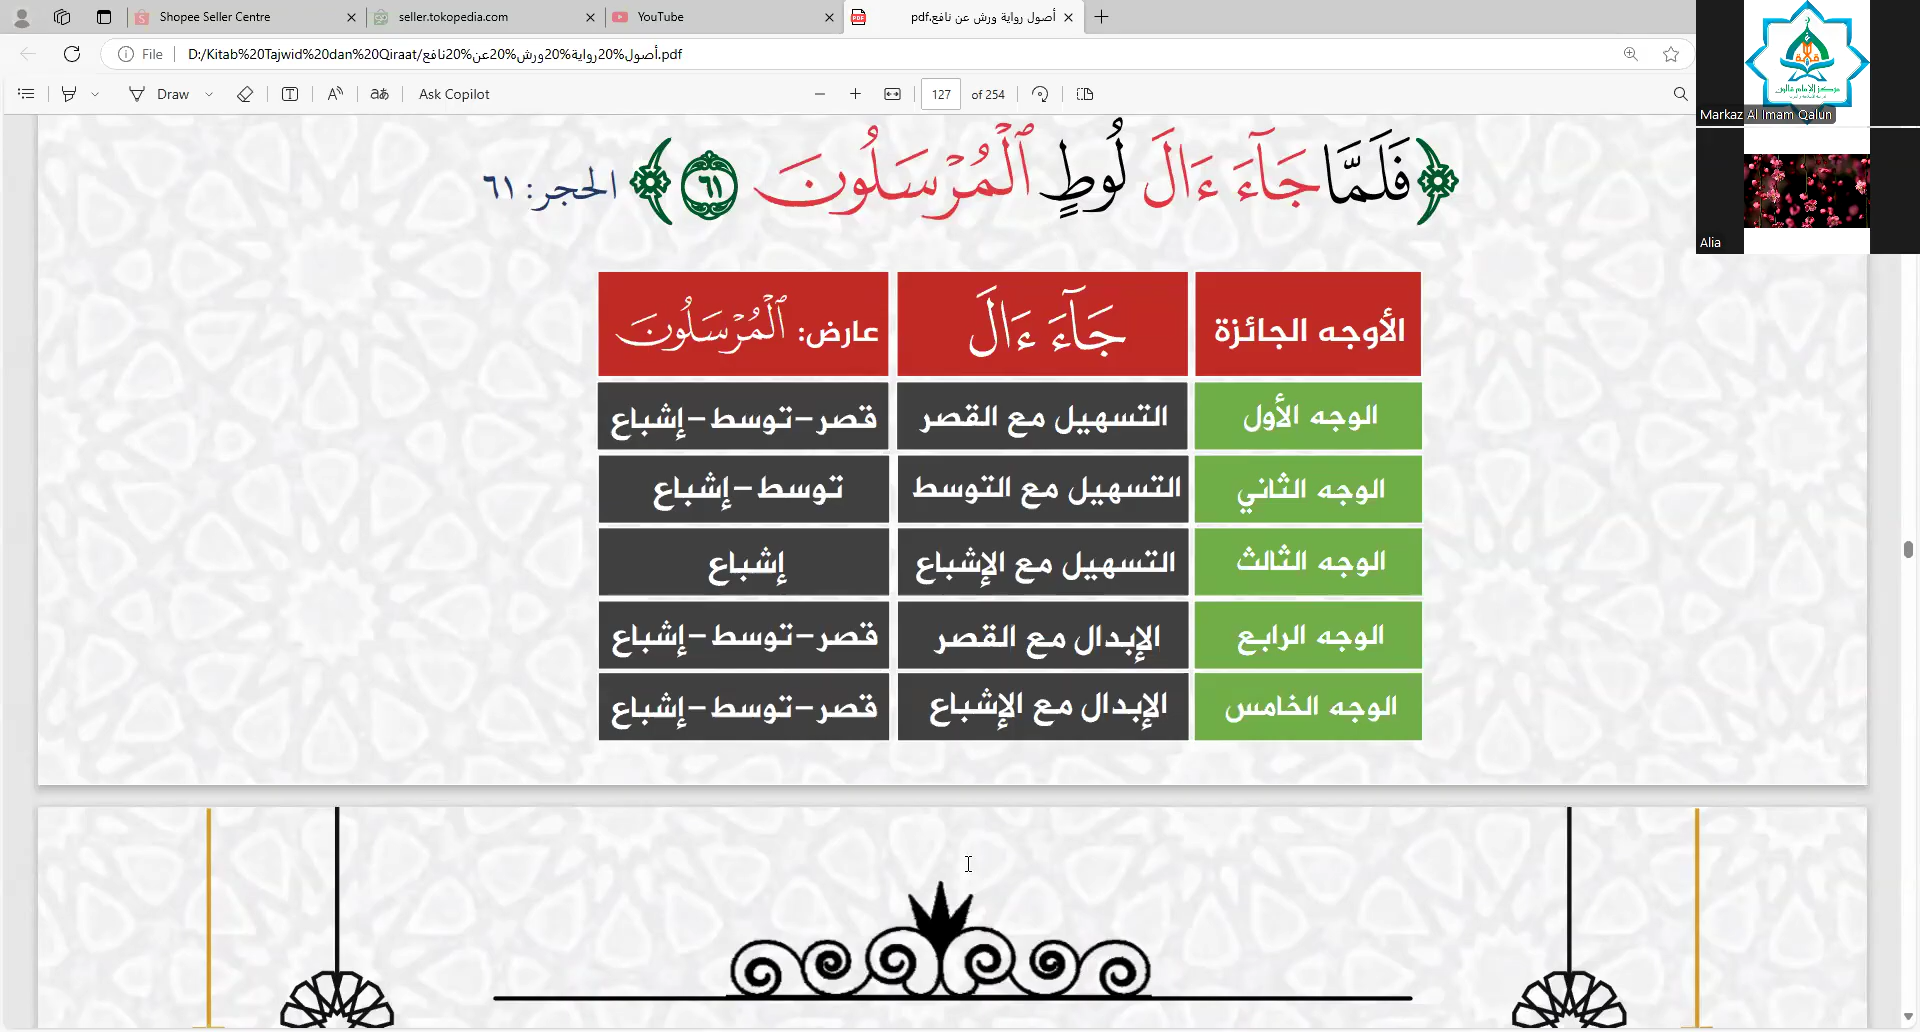 Shopee Seller Centre
seller.tokopedia.com
YouTube
أصول رواية ورش عن نافع.pdf
File
D:/Kitab%20Tajwid%20dan%20Qiraat/أصول%20رواية%20ورش%20عن%20نافع.pdf
Draw
Ask Copilot
127 of 254
Markaz Al Imam Qalun
Alia
﴿فَلَمَّا جَآءَ ءَالَ لُوطٍ ٱلْمُرْسَلُونَ ٦١﴾ الحجر: ٦١
الأوجه الجائزة جَآءَ ءَالَ عارض: ٱلْمُرْسَلُونَ
الوجه الأول التسهيل مع القصر قصر-توسط-إشباع
الوجه الثاني التسهيل مع التوسط توسط-إشباع
الوجه الثالث التسهيل مع الإشباع إشباع
الوجه الرابع الإبدال مع القصر قصر-توسط-إشباع
الوجه الخامس الإبدال مع الإشباع قصر-توسط-إشباع